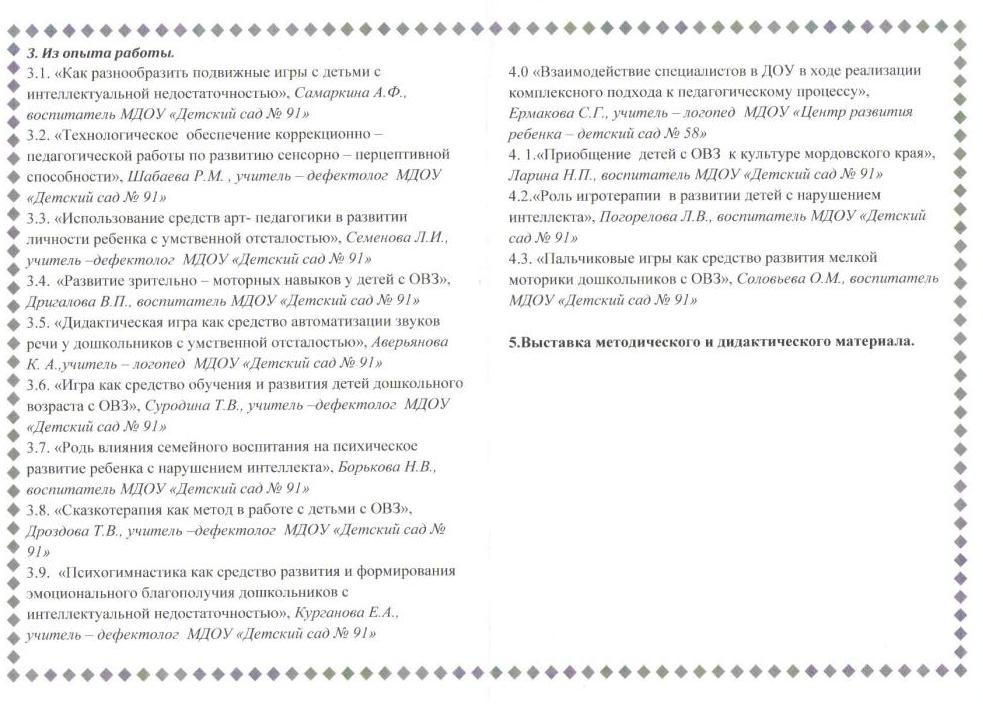 3. Из опыта работы.
3.1. «Как разнообразить подвижные игры с детьми с
интеллектуальной недостаточностью», Самаркина А.Ф.,
воспитатель МДОУ «Детский сад № 91»
3.2. «Технологическое обеспечение коррекционно –
педагогической работы по развитию сенсорно – перцептивной
способности», Шабаева Р.М. , учитель – дефектолог МДОУ
«Детский сад № 91»
3.3. «Использование средств арт- педагогики в развитии
личности ребенка с умственной отсталостью», Семенова Л.И.,
учитель –дефектолог МДОУ «Детский сад № 91»
3.4. «Развитие зрительно – моторных навыков у детей с ОВЗ»,
Дригалова В.П., воспитатель МДОУ «Детский сад № 91»
3.5. «Дидактическая игра как средство автоматизации звуков
речи у дошкольников с умственной отсталостью», Аверьянова
К. А.,учитель – логопед МДОУ «Детский сад № 91»
3.6. «Игра как средство обучения и развития детей дошкольного
возраста с ОВЗ», Суродина Т.В., учитель –дефектолог МДОУ
«Детский сад № 91»
3.7. «Родь влияния семейного воспитания на психическое
развитие ребенка с нарушением интеллекта», Борькова Н.В.,
воспитатель МДОУ «Детский сад № 91»
3.8. «Сказкотерапия как метод в работе с детьми с ОВЗ»,
Дроздова Т.В., учитель –дефектолог МДОУ «Детский сад №
91»
3.9. «Психогимнастика как средство развития и формирования
эмоционального благополучия дошкольников с
интеллектуальной недостаточностью», Курганова Е.А.,
учитель – дефектолог МДОУ «Детский сад № 91»
4.0 «Взаимодействие специалистов в ДОУ в ходе реализации
комплексного подхода к педагогическому процессу»,
Ермакова С.Г., учитель – логопед МДОУ «Центр развития
ребенка – детский сад № 58»
4. 1.«Приобщение детей с ОВЗ к культуре мордовского края»,
Ларина Н.П., воспитатель МДОУ «Детский сад № 91»
4.2.«Роль игротерапии в развитии детей с нарушением
интеллекта», Погорелова Л.В., воспитатель МДОУ «Детский
сад № 91»
4.3. «Пальчиковые игры как средство развития мелкой
моторики дошкольников с ОВЗ», Соловьева О.М., воспитатель
МДОУ «Детский сад № 91»
5.Выставка методического и дидактического материала.